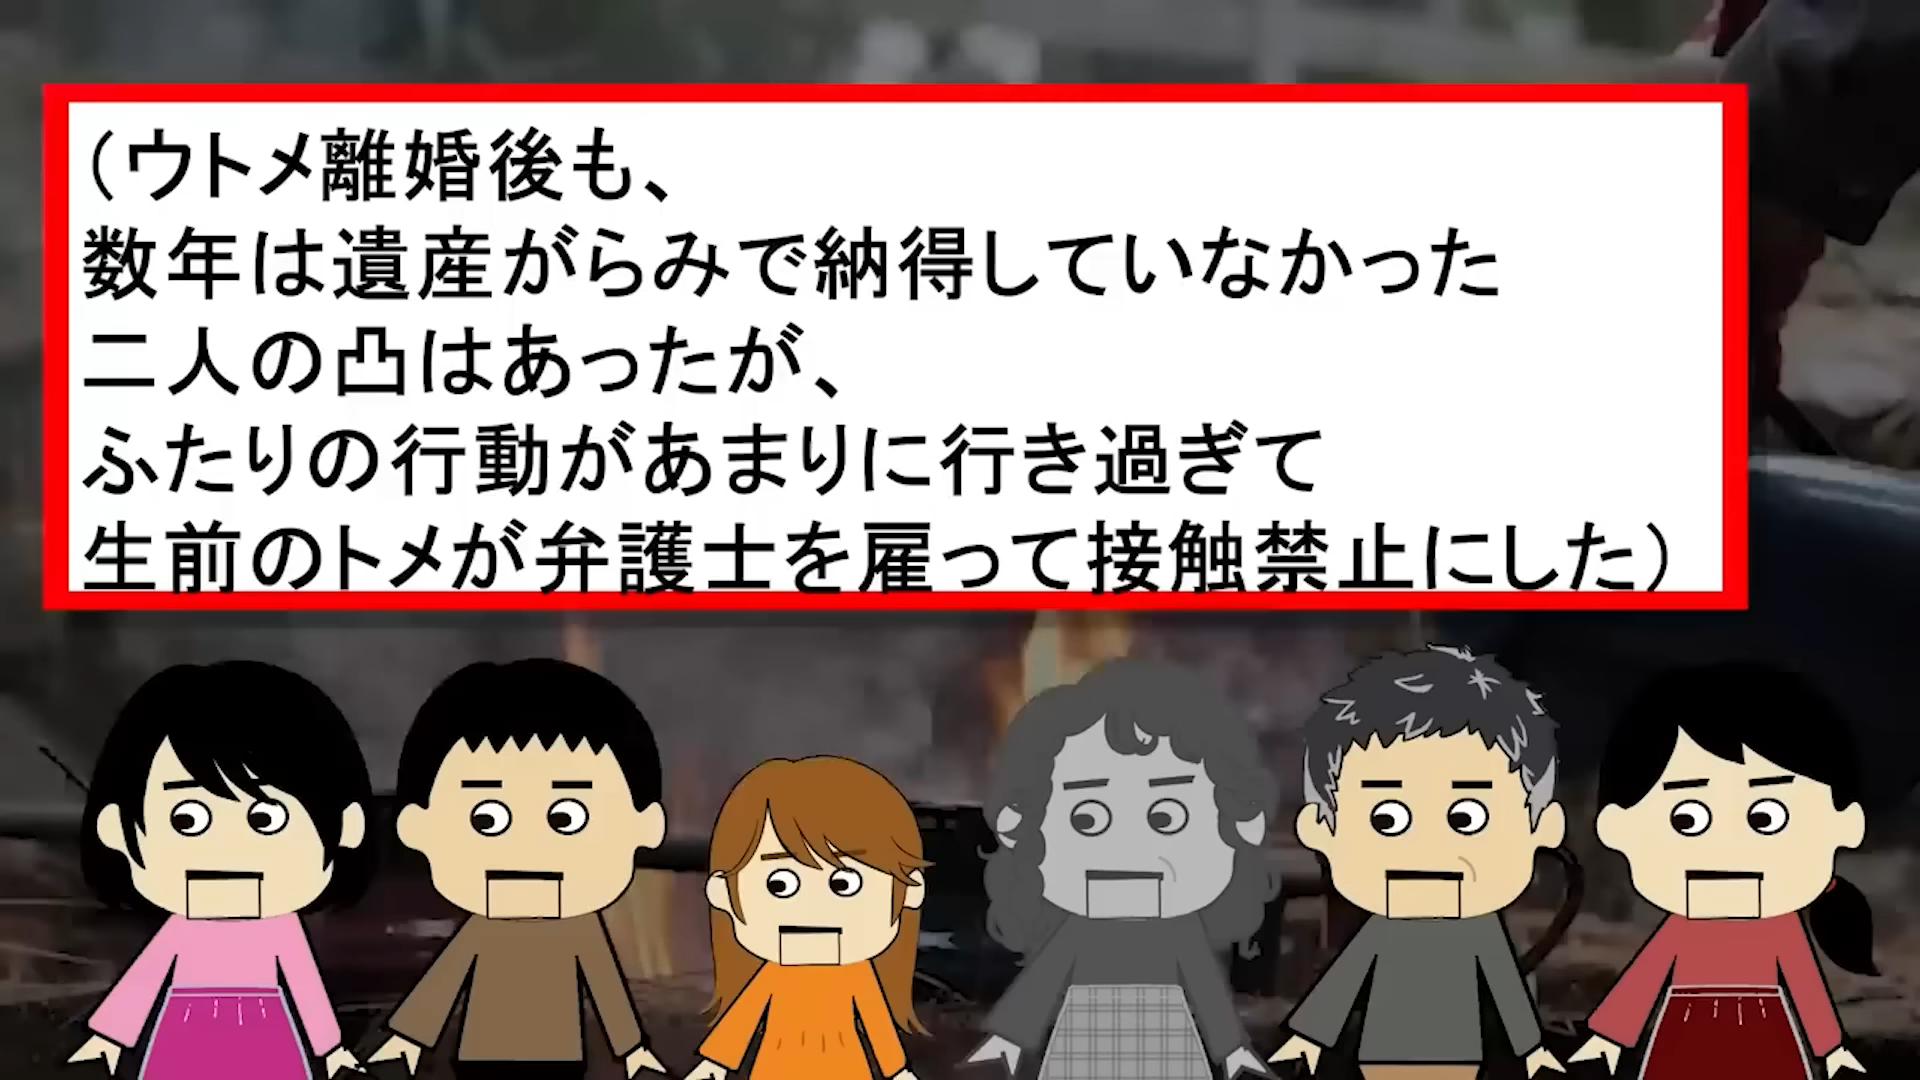 （ウトメ離婚後も、
数年は遺産がらみで納得していなかった
二人の凸はあったが、
ふたりの行動があまりに行き過ぎて
生前のトメが弁護士を雇って接触禁止にした）